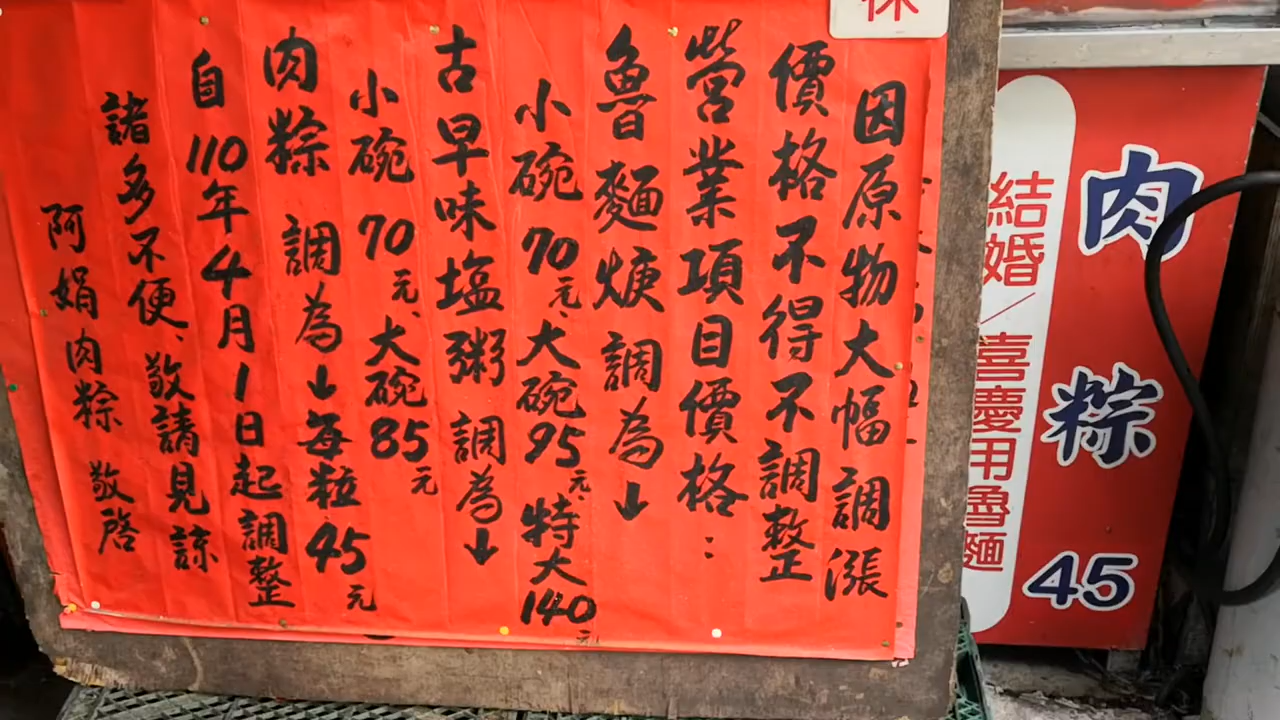 因原物大幅調漲
價格不得不調整
營業項目價格：
魯麵焿 調為↓
小碗70元、大碗95元 特大140元
古早味塩粥 調為↓
小碗70元、大碗85元
肉粽 調為↓每粒45元
自110年4月1日起調整
諸多不便、敬請見諒
阿娟肉粽 敬啓
肉粽 45
結婚/喜慶用魯麵